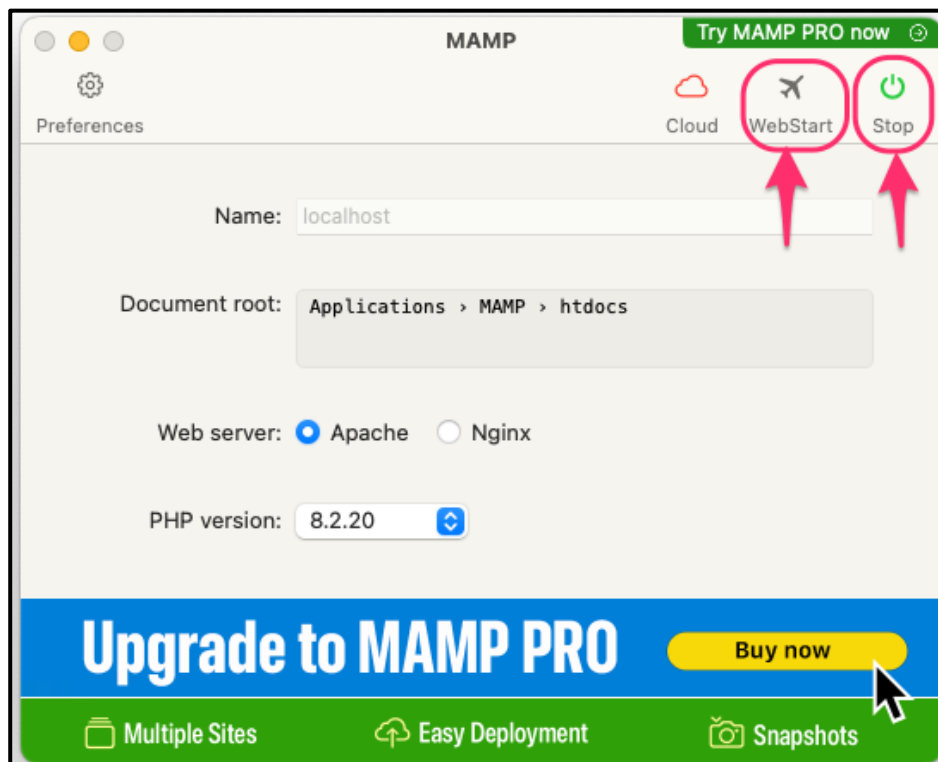 MAMP
Try MAMP PRO now
Preferences
Cloud
WebStart
Stop
Name: localhost
Document root: Applications › MAMP › htdocs
Web server: Apache Nginx
PHP version: 8.2.20
Upgrade to MAMP PRO
Buy now
Multiple Sites
Easy Deployment
Snapshots